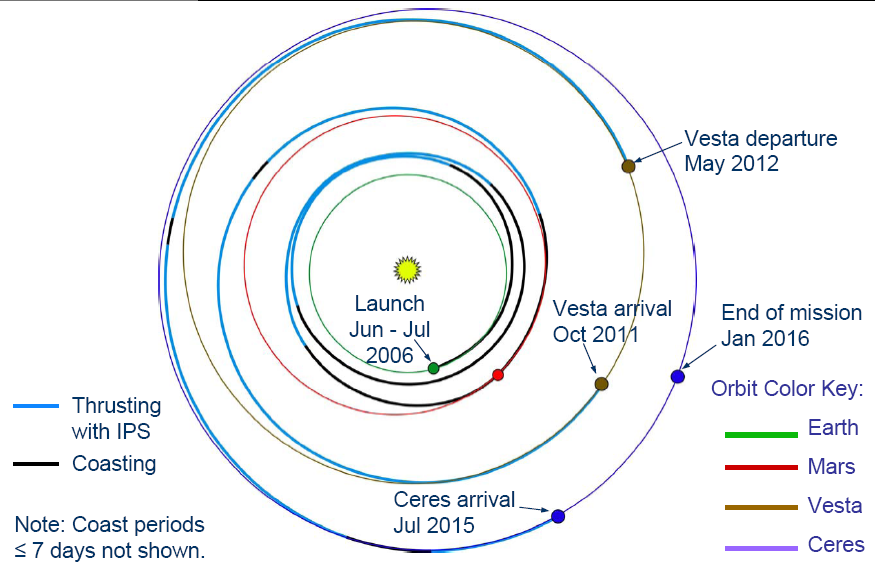 Vesta departure
May 2012
Launch
Jun - Jul
2006
Vesta arrival
Oct 2011
End of mission
Jan 2016
Orbit Color Key:
Earth
Mars
Vesta
Ceres
Thrusting
with IPS
Coasting
Ceres arrival
Jul 2015
Note: Coast periods
≤ 7 days not shown.